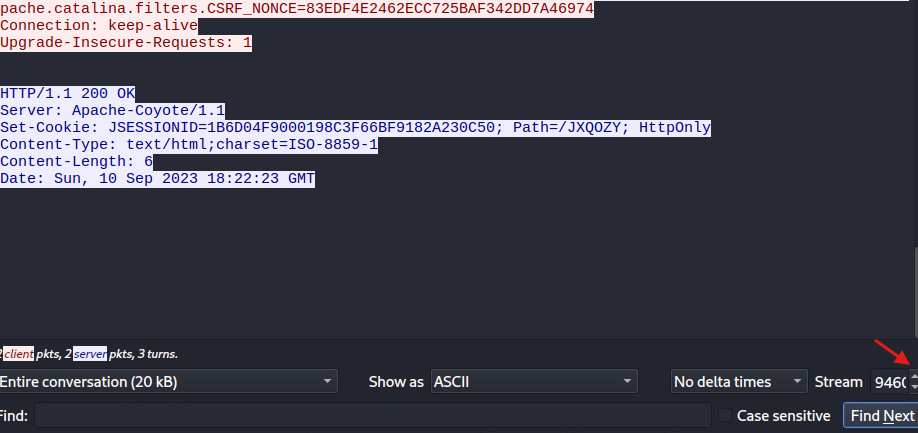 pache.catalina.filters.CSRF_NONCE=83EDF4E2462ECC725BAF342DD7A46974
Connection: keep-alive
Upgrade-Insecure-Requests: 1
HTTP/1.1 200 OK
Server: Apache-Coyote/1.1
Set-Cookie: JSESSIONID=1B6D04F9000198C3F66BF9182A230C50; Path=/JXQOZY; HttpOnly
Content-Type: text/html;charset=ISO-8859-1
Content-Length: 6
Date: Sun, 10 Sep 2023 18:22:23 GMT
client pkts, 2 server pkts, 3 turns.
Entire conversation (20 kB) Show as ASCII No delta times Stream 9460
Find: Case sensitive Find Next